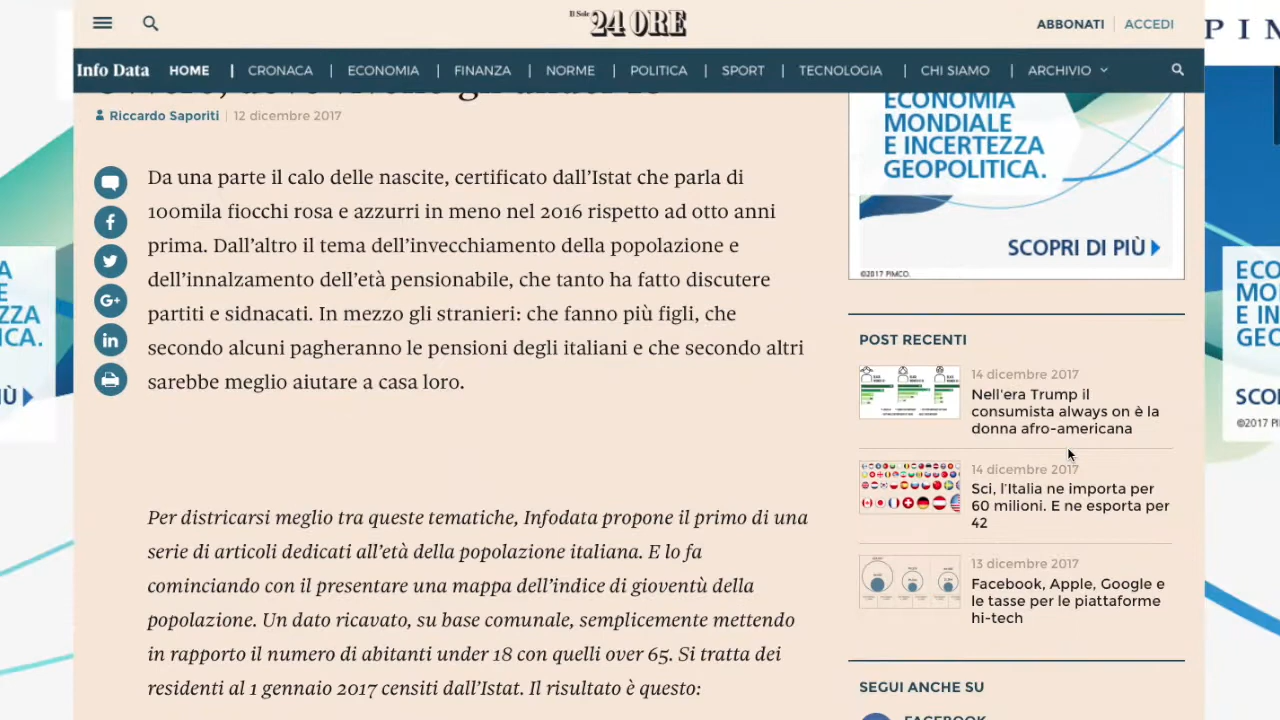 Il Sole
24 ORE
ABBONATI
ACCEDI
Info Data HOME | CRONACA | ECONOMIA | FINANZA | NORME | POLITICA | SPORT | TECNOLOGIA | CHI SIAMO | ARCHIVIO
Riccardo Saporiti | 12 dicembre 2017
Da una parte il calo delle nascite, certificato dall'Istat che parla di
100mila fiocchi rosa e azzurri in meno nel 2016 rispetto ad otto anni
prima. Dall'altro il tema dell'invecchiamento della popolazione e
dell'innalzamento dell'età pensionabile, che tanto ha fatto discutere
partiti e sidnacati. In mezzo gli stranieri: che fanno più figli, che
secondo alcuni pagheranno le pensioni degli italiani e che secondo altri
sarebbe meglio aiutare a casa loro.
Per districarsi meglio tra queste tematiche, Infodata propone il primo di una
serie di articoli dedicati all'età della popolazione italiana. E lo fa
cominciando con il presentare una mappa dell'indice di gioventù della
popolazione. Un dato ricavato, su base comunale, semplicemente mettendo
in rapporto il numero di abitanti under 18 con quelli over 65. Si tratta dei
residenti al 1 gennaio 2017 censiti dall'Istat. Il risultato è questo:
ECONOMIA
MONDIALE
E INCERTEZZA
GEOPOLITICA.
SCOPRI DI PIÙ
©2017 PIMCO.
POST RECENTI
14 dicembre 2017
Nell'era Trump il
consumista always on è la
donna afro-americana
14 dicembre 2017
Sci, l'Italia ne importa per
60 milioni. E ne esporta per
42
13 dicembre 2017
Facebook, Apple, Google e
le tasse per le piattaforme
hi-tech
SEGUI ANCHE SU
FACEBOOK